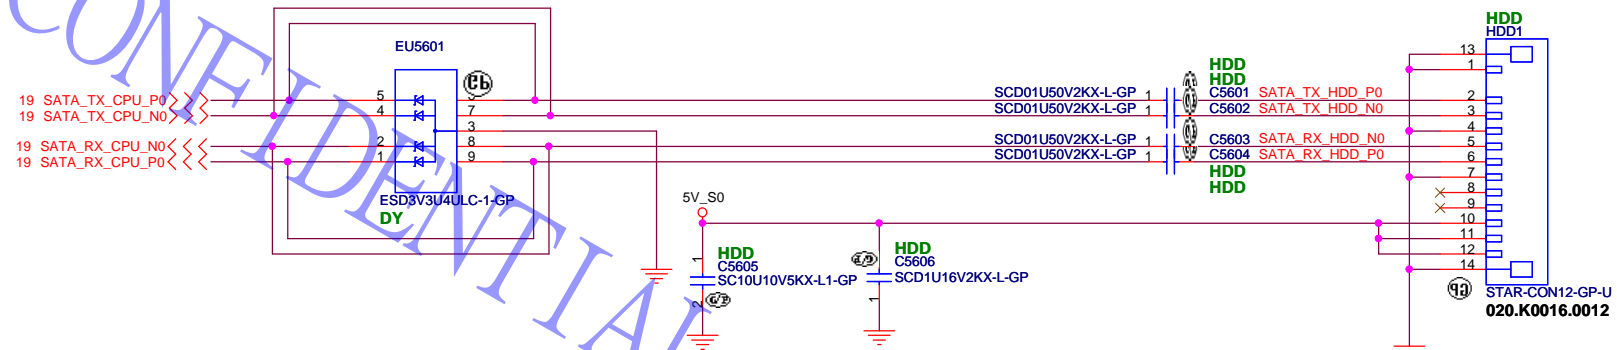 CONFIDENTIAL
HDD
HDD1
EU5601
19 SATA_TX_CPU_P0
19 SATA_TX_CPU_N0
19 SATA_RX_CPU_N0
19 SATA_RX_CPU_P0
5
4
2
1
7
3
8
9
ESD3V3U4ULC-1-GP
DY
HDD
HDD
SCD01U50V2KX-L-GP 1 C5601 SATA_TX_HDD_P0
SCD01U50V2KX-L-GP 1 C5602 SATA_TX_HDD_N0
SCD01U50V2KX-L-GP 1 C5603 SATA_RX_HDD_N0
SCD01U50V2KX-L-GP 1 C5604 SATA_RX_HDD_P0
HDD
HDD
13
1
2
3
4
5
6
7
8
9
10
11
12
14
STAR-CON12-GP-U
020.K0016.0012
5V_S0
HDD
C5605
SC10U10V5KX-L1-GP
1
2
HDD
C5606
SCD1U16V2KX-L-GP
1